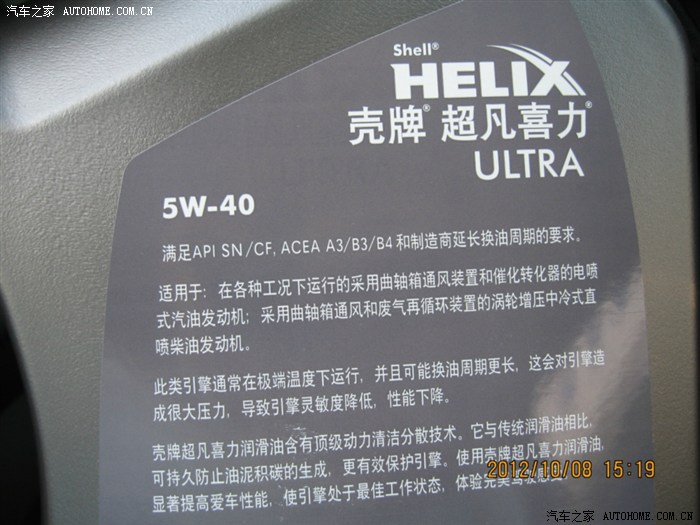 汽车之家 AUTOHOME.COM.CN
Shell®
HELIX
壳牌® 超凡喜力®
ULTRA
5W-40
满足API SN/CF, ACEA A3/B3/B4 和制造商延长换油周期的要求。
适用于：在各种工况下运行的采用曲轴箱通风装置和催化转化器的电喷
式汽油发动机；采用曲轴箱通风和废气再循环装置的涡轮增压中冷式直
喷柴油发动机。
此类引擎通常在极端温度下运行，并且可能换油周期更长，这会对引擎造
成很大压力，导致引擎灵敏度降低，性能下降。
壳牌超凡喜力润滑油含有顶级动力清洁分散技术。它与传统润滑油相比，
可持久防止油泥积碳的生成，更有效保护引擎。使用壳牌超凡喜力润滑油，
显著提高爱车性能，使引擎处于最佳工作状态，体验完美驾
2012/10/08 15:19
汽车之家 AUTOHOME.COM.CN